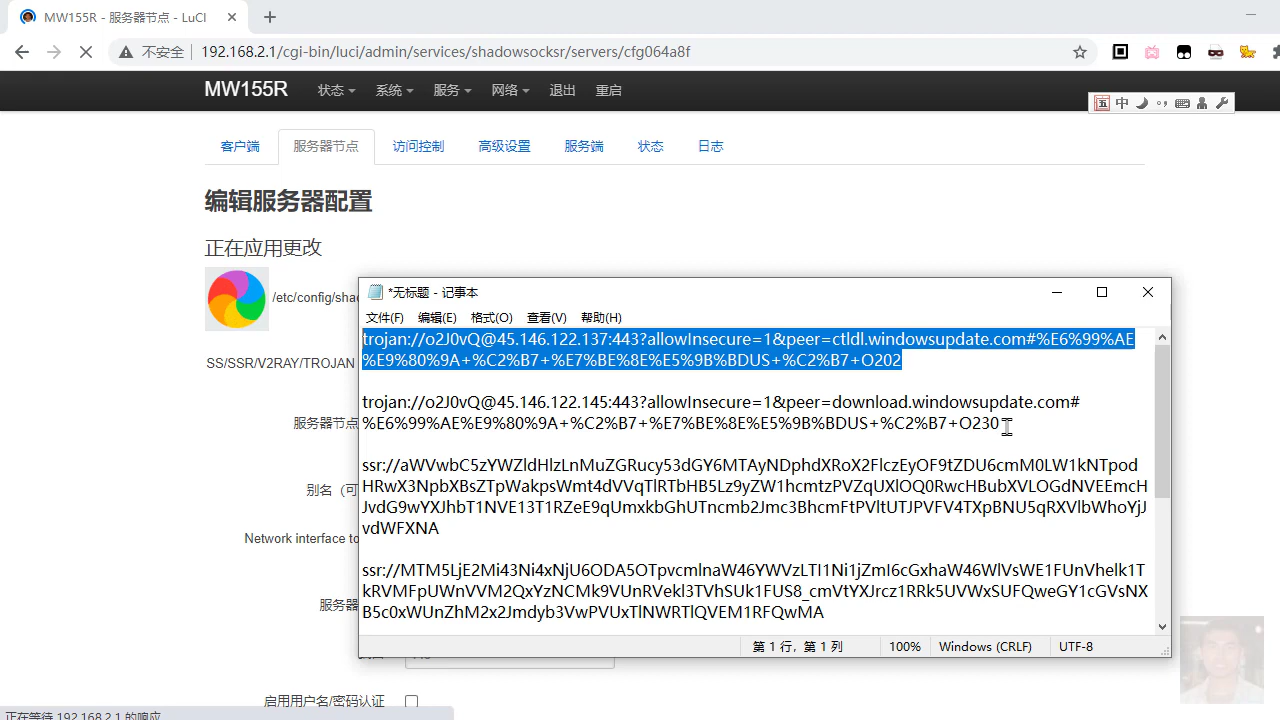 MW155R - 服务器节点 - LuCI
不安全 192.168.2.1/cgi-bin/luci/admin/services/shadowsocksr/servers/cfg064a8f
MW155R 状态 系统 服务 网络 退出 重启
五 中
客户端 服务器节点 访问控制 高级设置 服务端 状态 日志
编辑服务器配置
正在应用更改
/etc/config/sha
SS/SSR/V2RAY/TROJAN
服务器节点
别名（可
Network interface to
服务器
*无标题 - 记事本
文件(F) 编辑(E) 格式(O) 查看(V) 帮助(H)
trojan://o2J0vQ@45.146.122.137:443?allowInsecure=1&peer=ctldl.windowsupdate.com#%E6%99%AE
%E9%80%9A+%C2%B7+%E7%BE%8E%E5%9B%BDUS+%C2%B7+O202
trojan://o2J0vQ@45.146.122.145:443?allowInsecure=1&peer=download.windowsupdate.com#
%E6%99%AE%E9%80%9A+%C2%B7+%E7%BE%8E%E5%9B%BDUS+%C2%B7+O230
ssr://aWVwbC5zYWZldHlzLnMuZGRucy53dGY6MTAyNDphdXRoX2FlczEyOF9tZDU6cmM0LW1kNTpod
HRwX3NpbXBsZTpWakpsWmt4dVVqTlRTbHB5Lz9yZW1hcmtzPVZqUXlOQ0RwcHBubXVLOGdNVEEmcH
JvdG9wYXJhbT1NVE13T1RZeE9qUmxkbGhUTncmb2Jmc3BhcmFtPVltUTJPVFV4TXpBNU5qRXVlbWhoYjJ
vdWFXNA
ssr://MTM5LjE2Mi43Ni4xNjU6ODA5OTpvcmlnaW46YWVzLTI1Ni1jZmI6cGxhaW46WlVsWE1FUnVhelk1T
kRVMFpUWnVVM2QxYzNCMk9VUnRVekl3TVhSUk1FUS8_cmVtYXJrcz1RRk5UVWxSUFQweGY1cGVsNX
B5c0xWUnZhM2x2Jmdyb3VwPVUxTlNWRTlQVEM1RFQwMA
第 1 行，第 1 列 100% Windows (CRLF) UTF-8
启用用户名/密码认证
正在等待 192.168.2.1 的响应